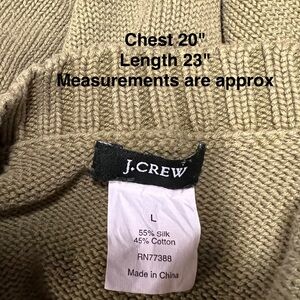 Chest 20"
Length 23"
Measurements are approx
J.CREW
L
55% Silk
45% Cotton
RN77388
Made in China